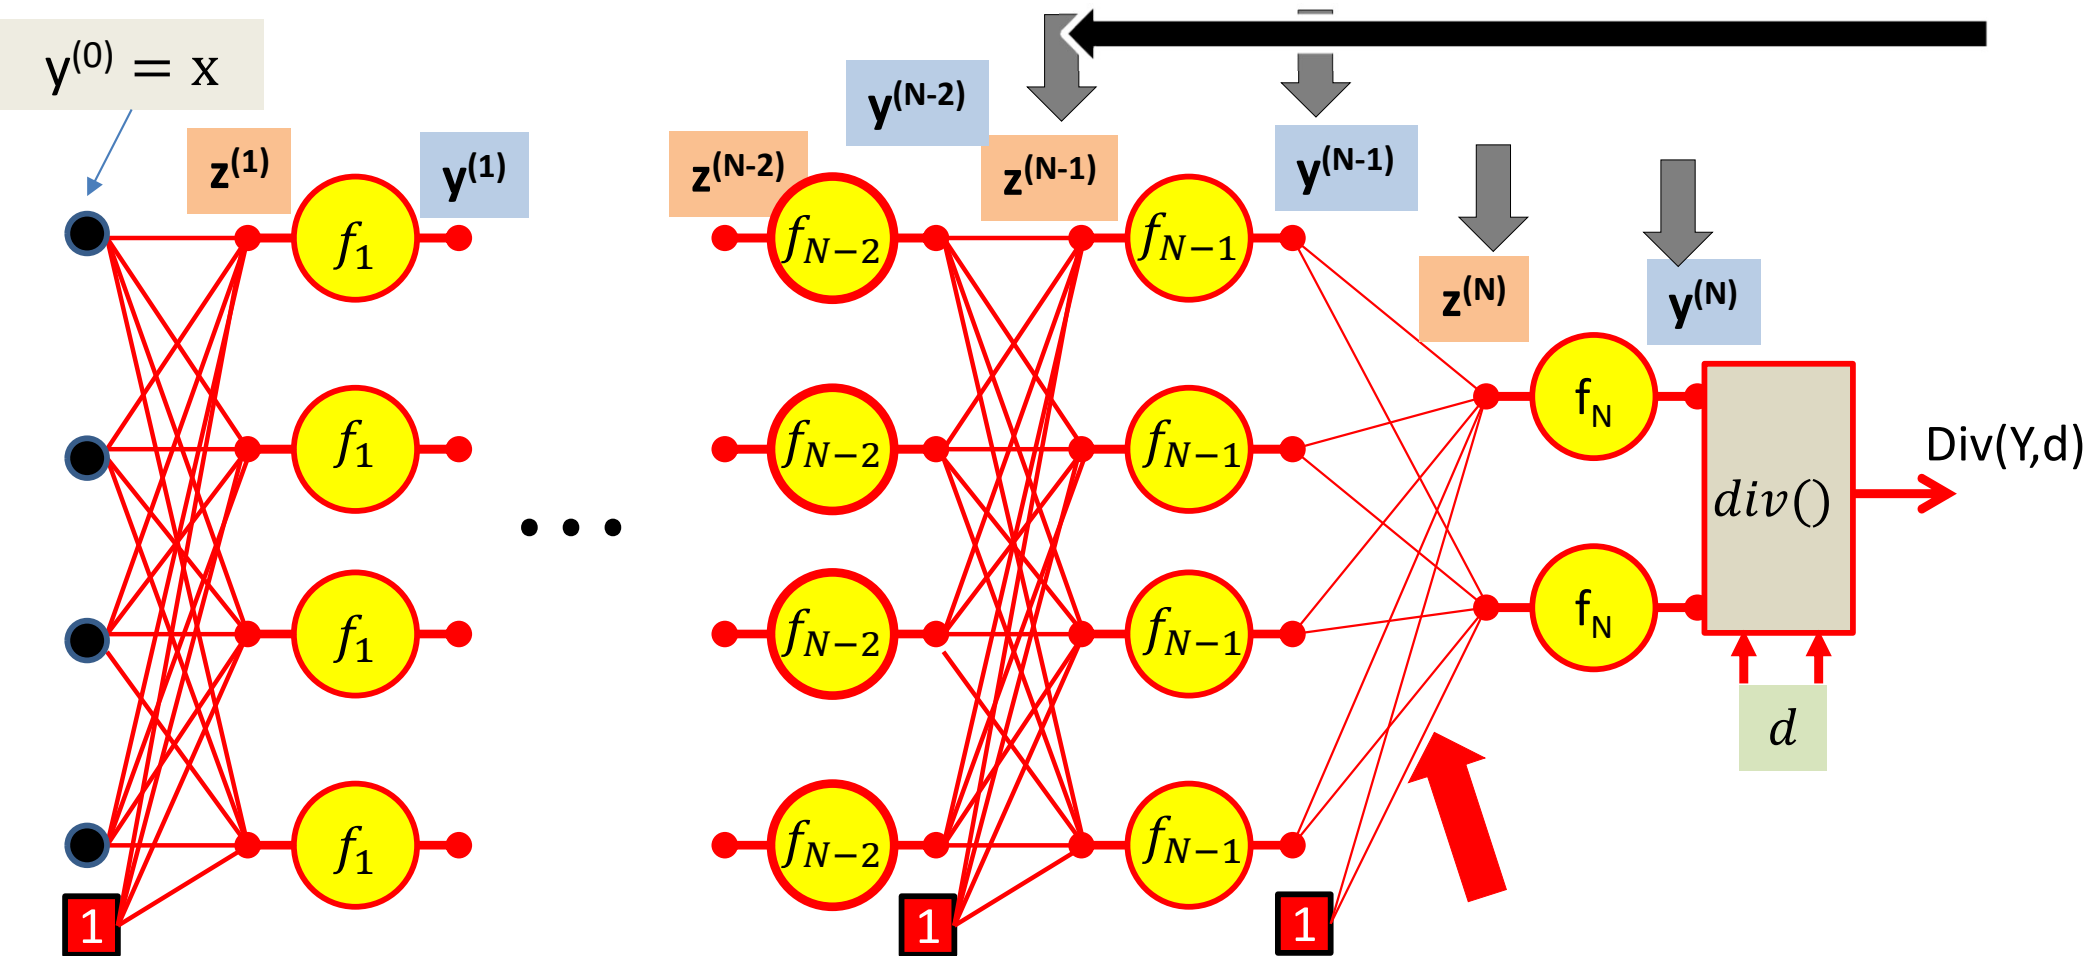 y(0) = x
z(1)
y(1)
z(N-2)
y(N-2)
z(N-1)
y(N-1)
z(N)
y(N)
f1
fN−2
fN−1
fN
f1
fN−2
fN−1
fN
f1
fN−2
fN−1
f1
fN−2
fN−1
...
div()
Div(Y,d)
d
1
1
1